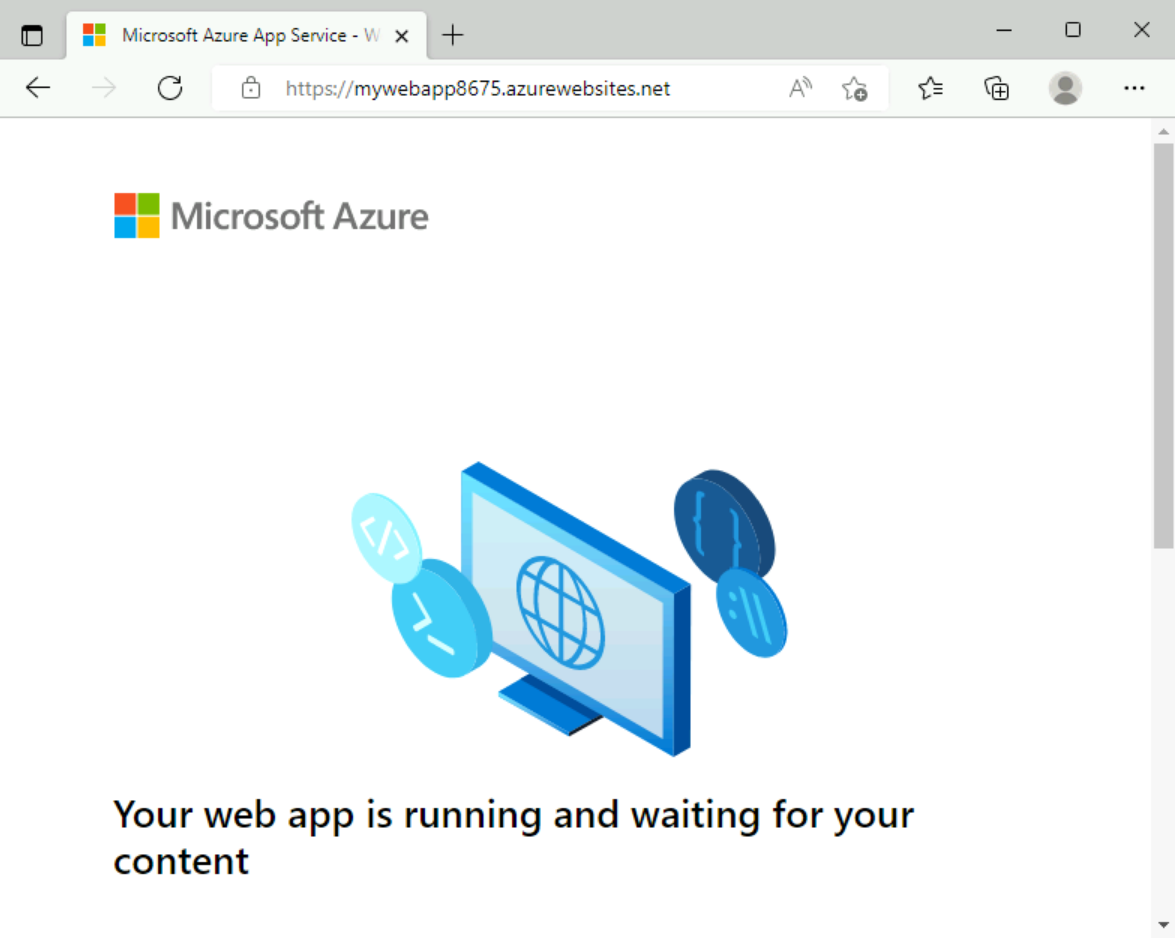 Microsoft Azure App Service - W
https://mywebapp8675.azurewebsites.net
Microsoft Azure
</>
{ }
>_
:\\
Your web app is running and waiting for your
content